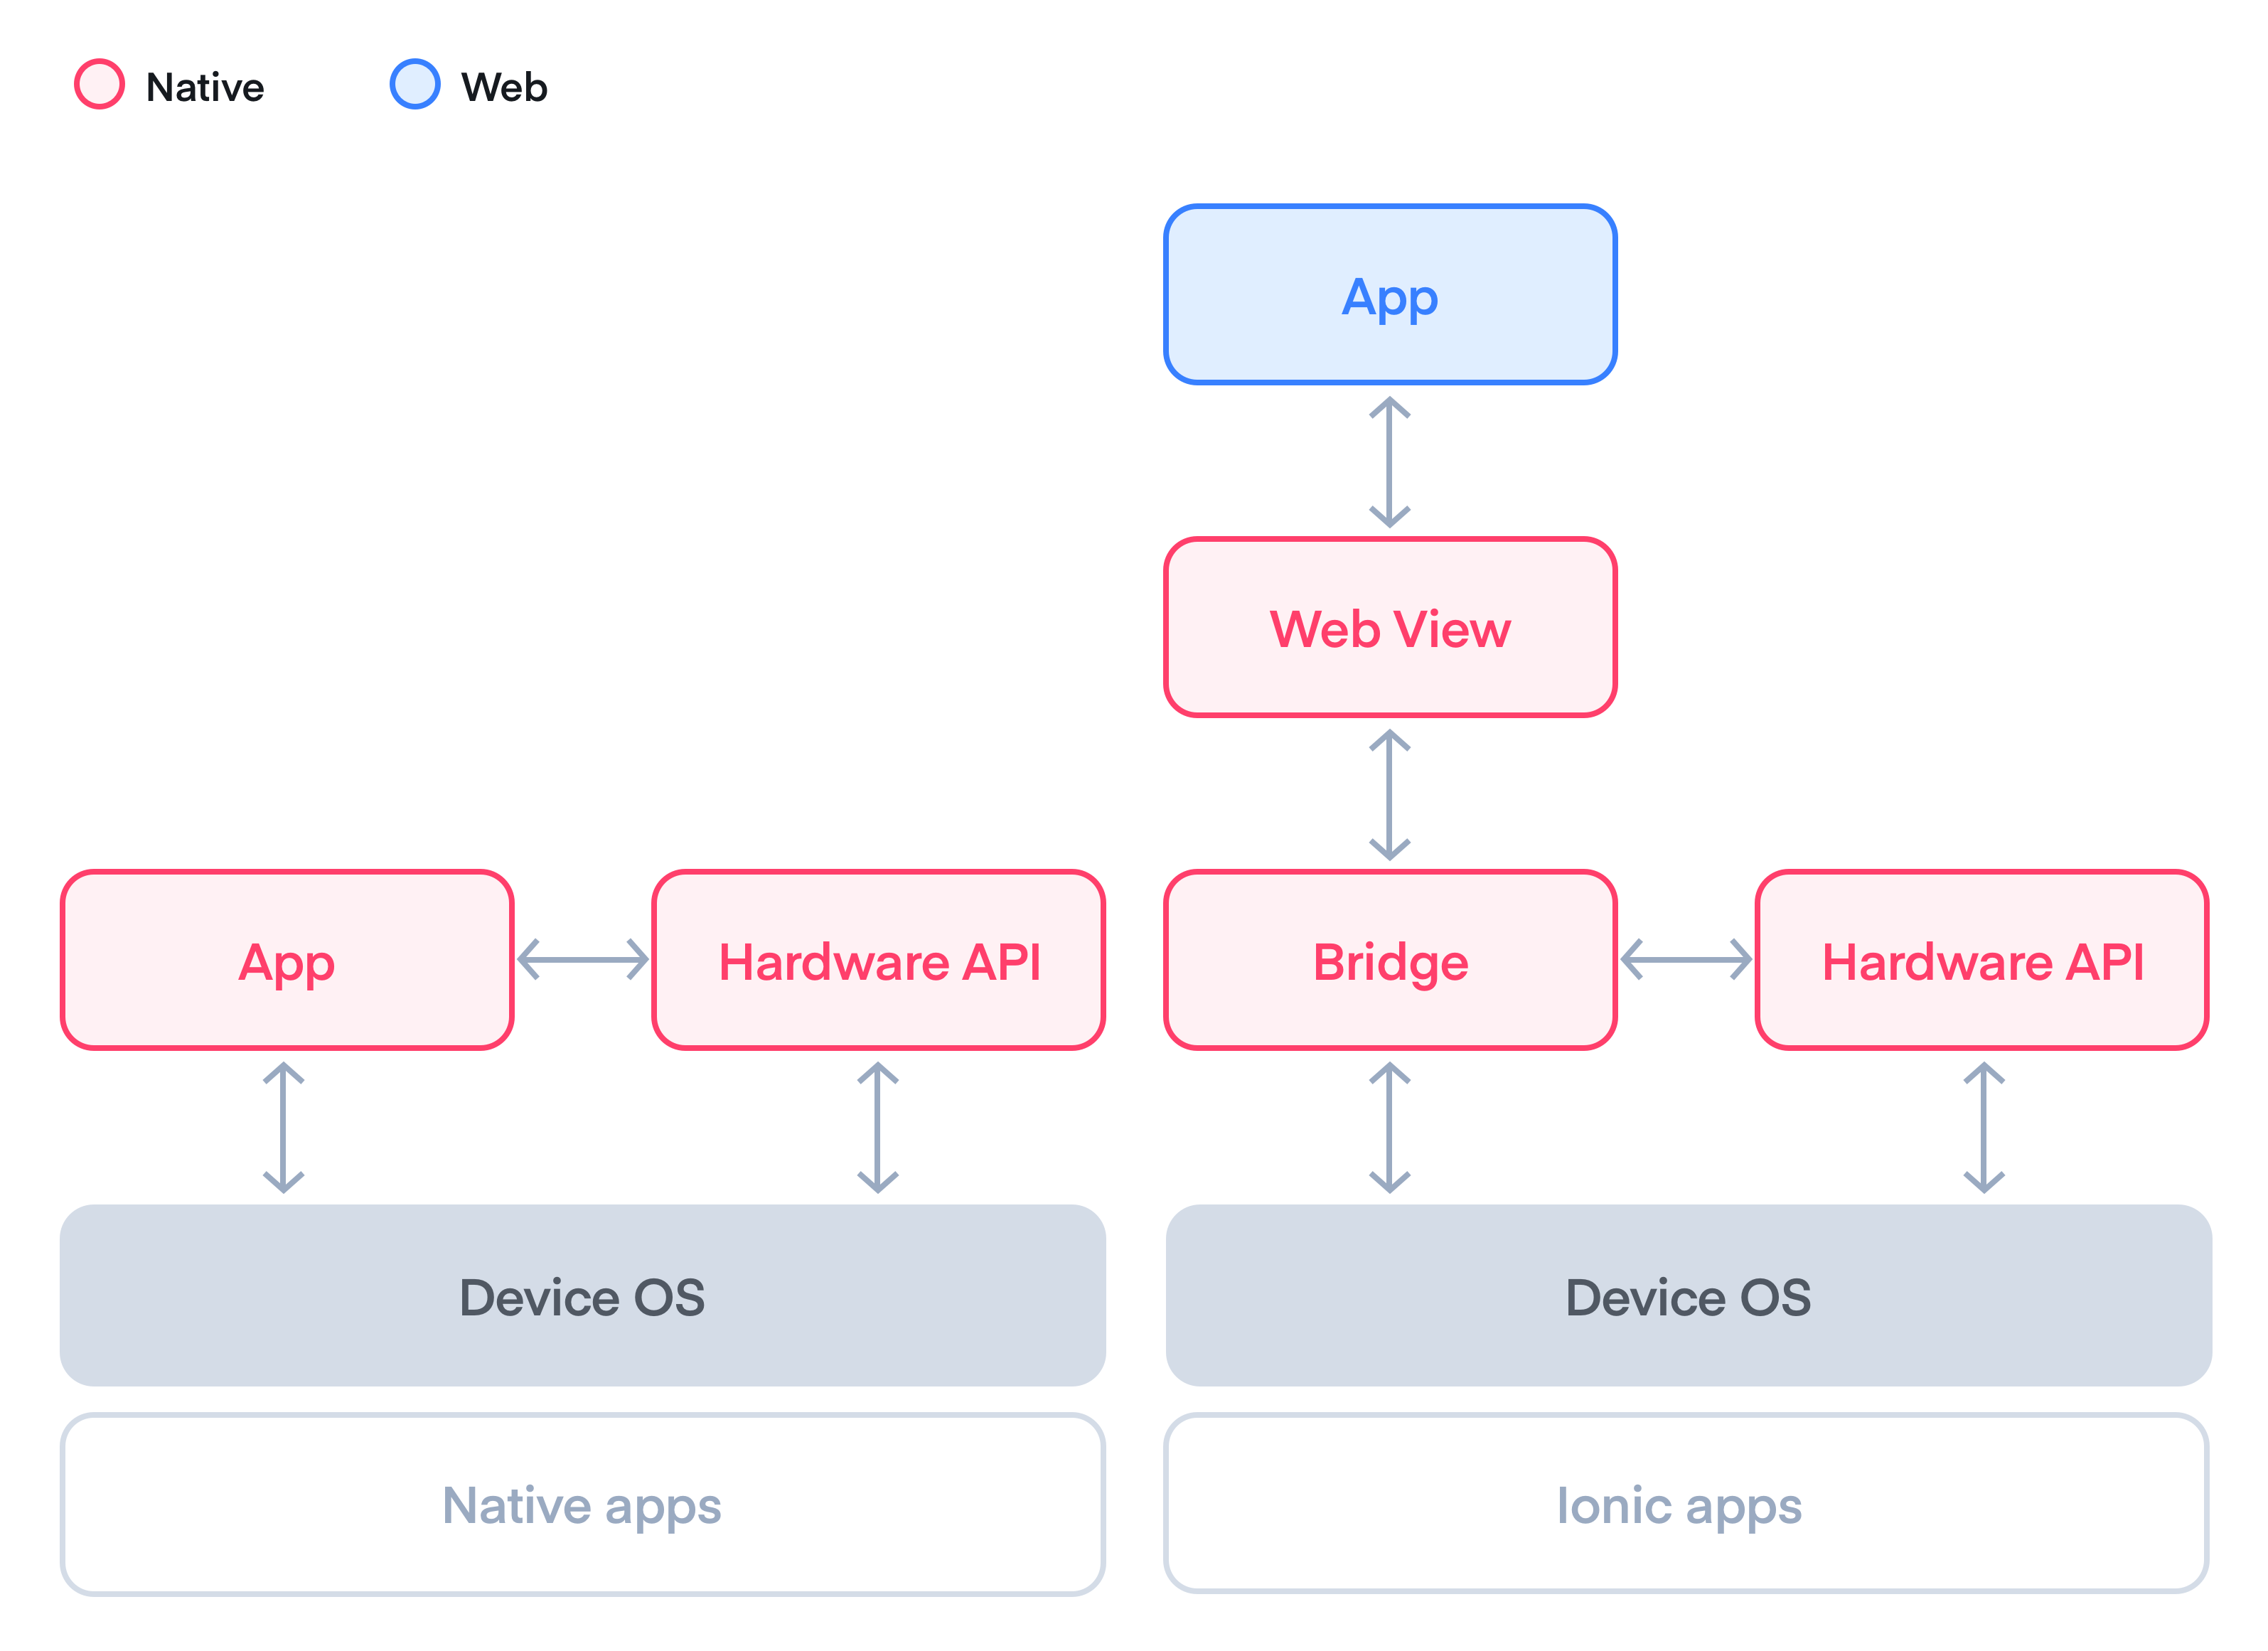 Native
Web
App
Web View
App
Hardware API
Bridge
Hardware API
Device OS
Device OS
Native apps
Ionic apps